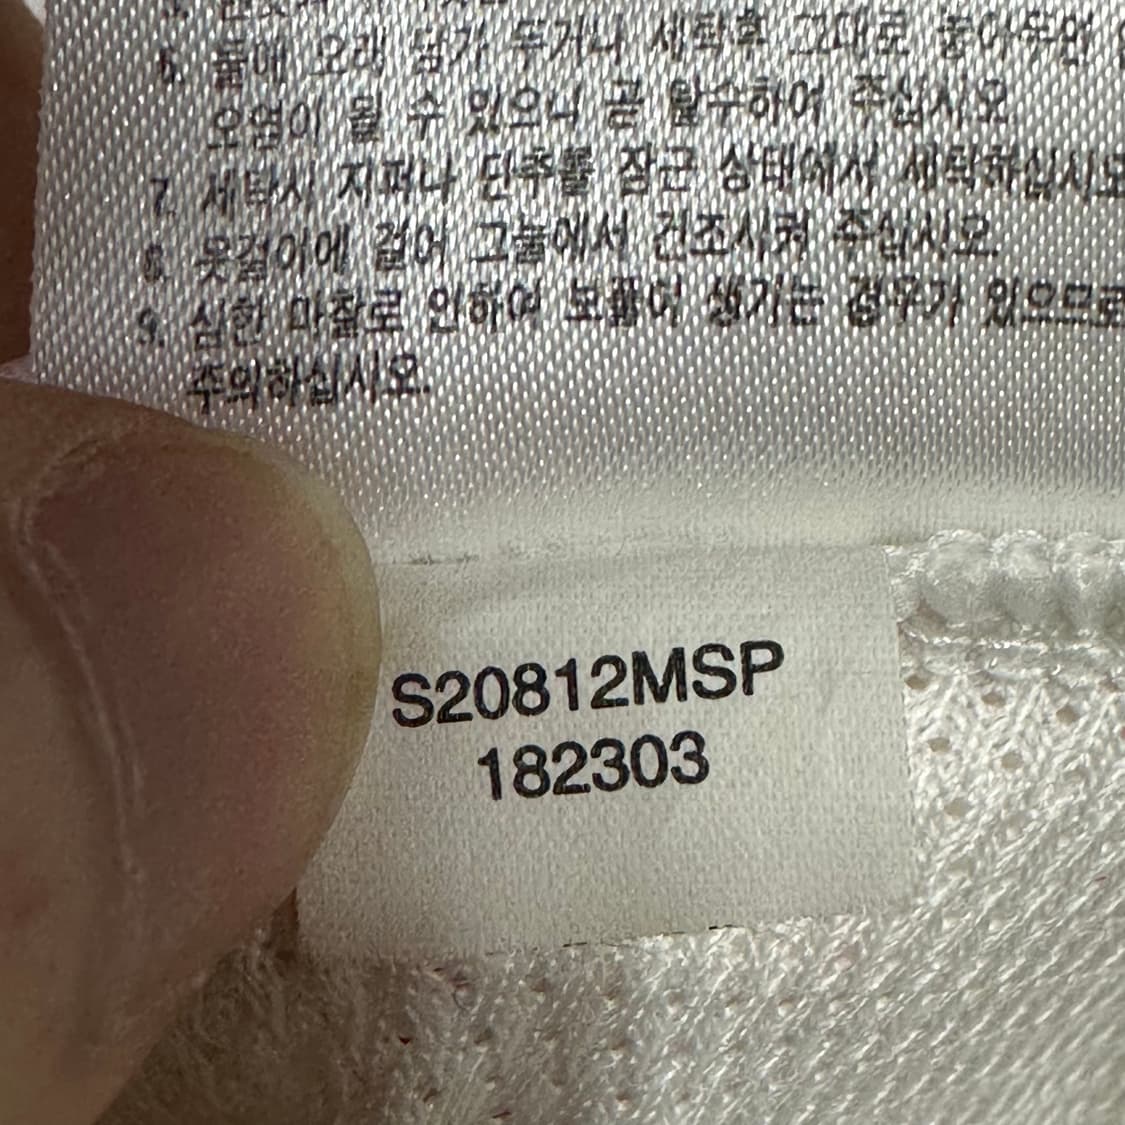 6. 물에 오래 담가 두거나 세탁후 그대로 놓아두면
오염이 될 수 있으니 곧 탈수하여 주십시오
7. 세탁시 지퍼나 단추를 잠근 상태에서 세탁하십시오
8. 옷걸이에 걸어 그늘에서 건조시켜 주십시오
9. 심한 마찰로 인하여 보풀이 생기는 경우가 있으므로
주의하십시오.
S20812MSP
182303